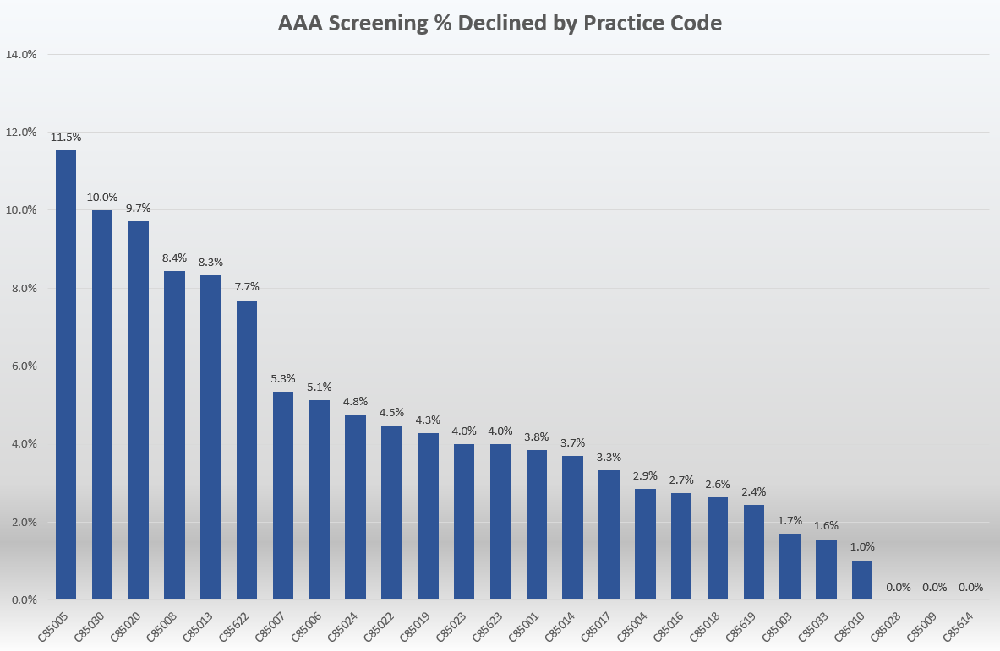 AAA Screening % Declined by Practice Code
14.0%
12.0%
10.0%
8.0%
6.0%
4.0%
2.0%
0.0%
11.5%
10.0%
9.7%
8.4%
8.3%
7.7%
5.3%
5.1%
4.8%
4.5%
4.3%
4.0%
4.0%
3.8%
3.7%
3.3%
2.9%
2.7%
2.6%
2.4%
1.7%
1.6%
1.0%
0.0%
0.0%
0.0%
C85005
C85030
C85020
C85008
C85013
C85622
C85007
C85006
C85024
C85022
C85019
C85023
C85623
C85001
C85014
C85017
C85004
C85016
C85018
C85619
C85003
C85033
C85010
C85028
C85009
C85614